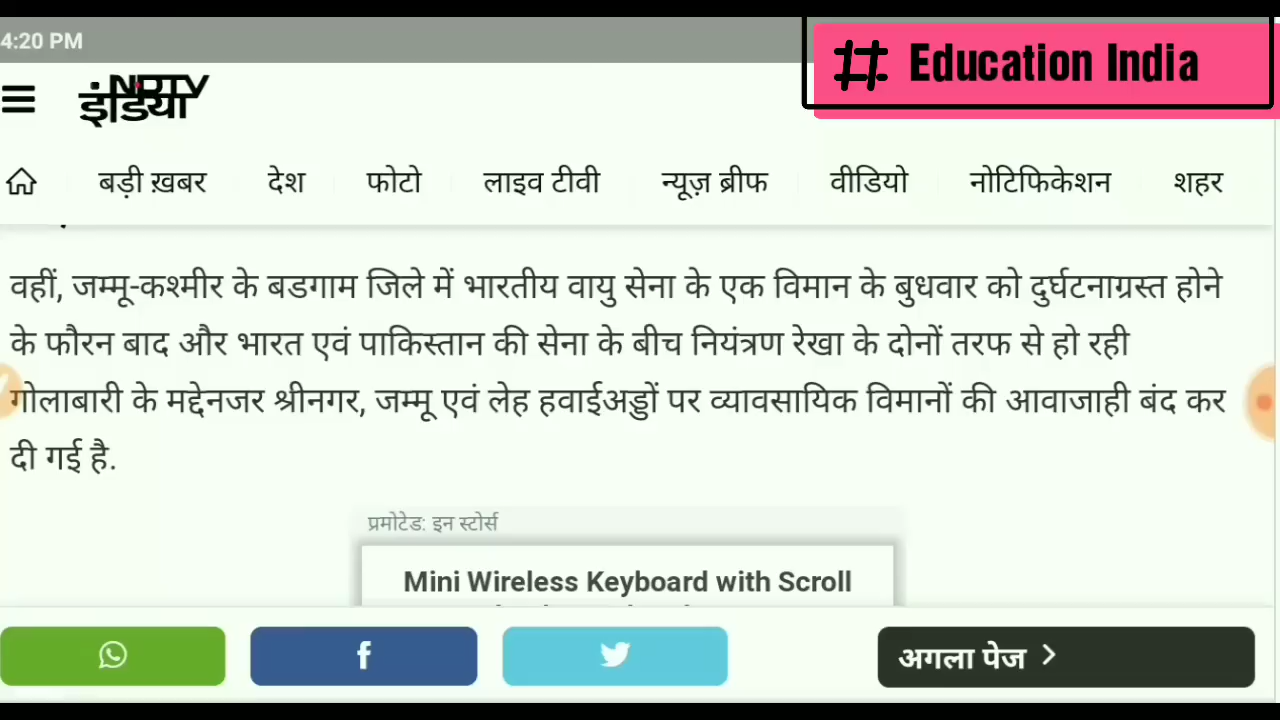 4:20 PM
# Education India
NDTV
इंडिया
बड़ी ख़बर देश फोटो लाइव टीवी न्यूज़ ब्रीफ वीडियो नोटिफिकेशन शहर
वहीं, जम्मू-कश्मीर के बडगाम जिले में भारतीय वायु सेना के एक विमान के बुधवार को दुर्घटनाग्रस्त होने
के फौरन बाद और भारत एवं पाकिस्तान की सेना के बीच नियंत्रण रेखा के दोनों तरफ से हो रही
गोलाबारी के मद्देनजर श्रीनगर, जम्मू एवं लेह हवाईअड्डों पर व्यावसायिक विमानों की आवाजाही बंद कर
दी गई है.
प्रमोटेड: इन स्टोर्स
Mini Wireless Keyboard with Scroll
अगला पेज >